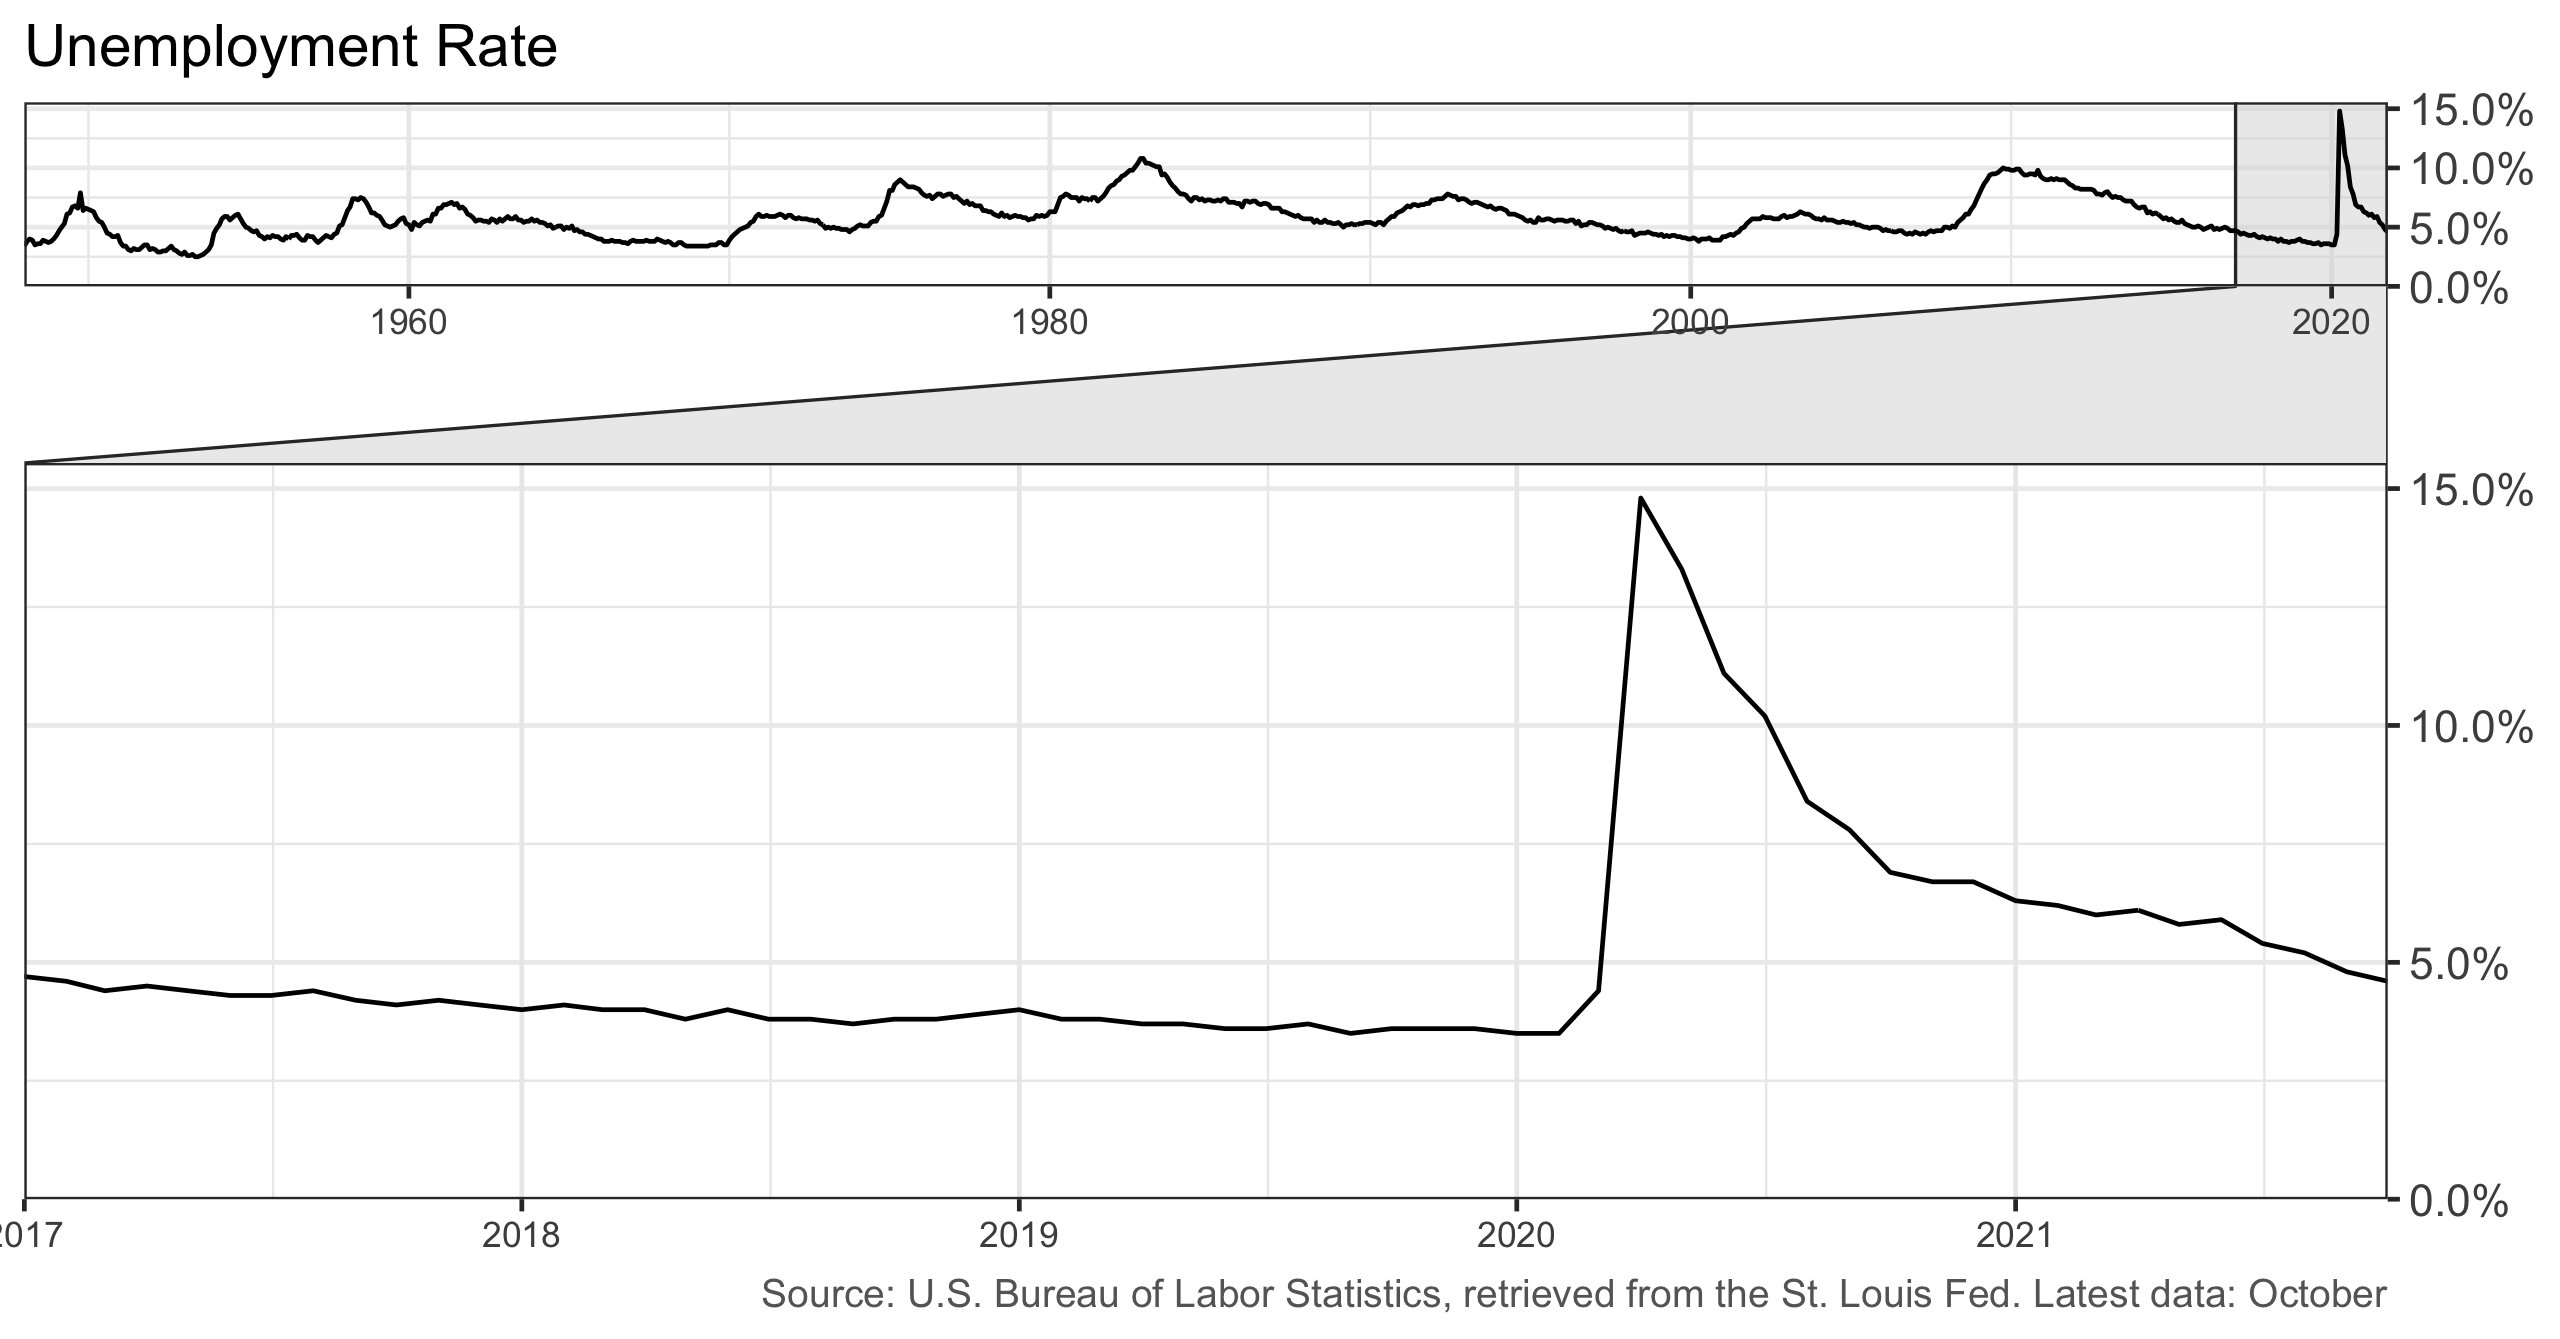 Unemployment Rate
15.0%
10.0%
5.0%
0.0%
1960 1980 2000 2020
15.0%
10.0%
5.0%
0.0%
2017 2018 2019 2020 2021
Source: U.S. Bureau of Labor Statistics, retrieved from the St. Louis Fed. Latest data: October